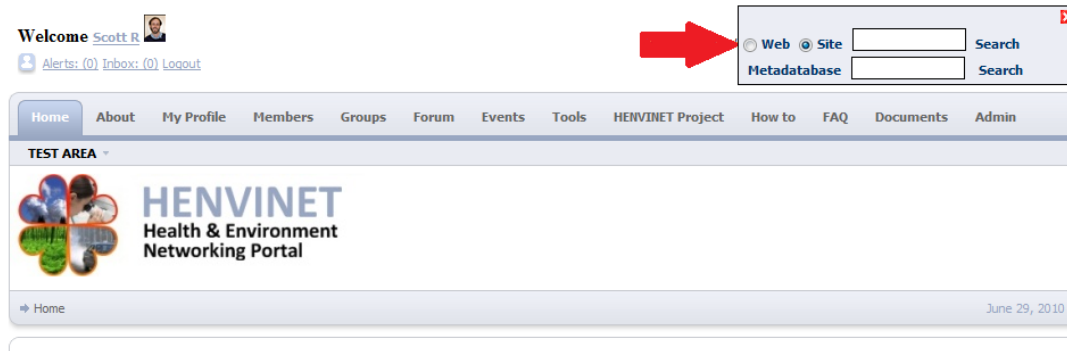 Welcome Scott R
Alerts: (0) Inbox: (0) Logout
Web Site Search
Metadatabase Search
Home About My Profile Members Groups Forum Events Tools HENVINET Project How to FAQ Documents Admin
TEST AREA
HENVINET
Health & Environment
Networking Portal
Home June 29, 2010